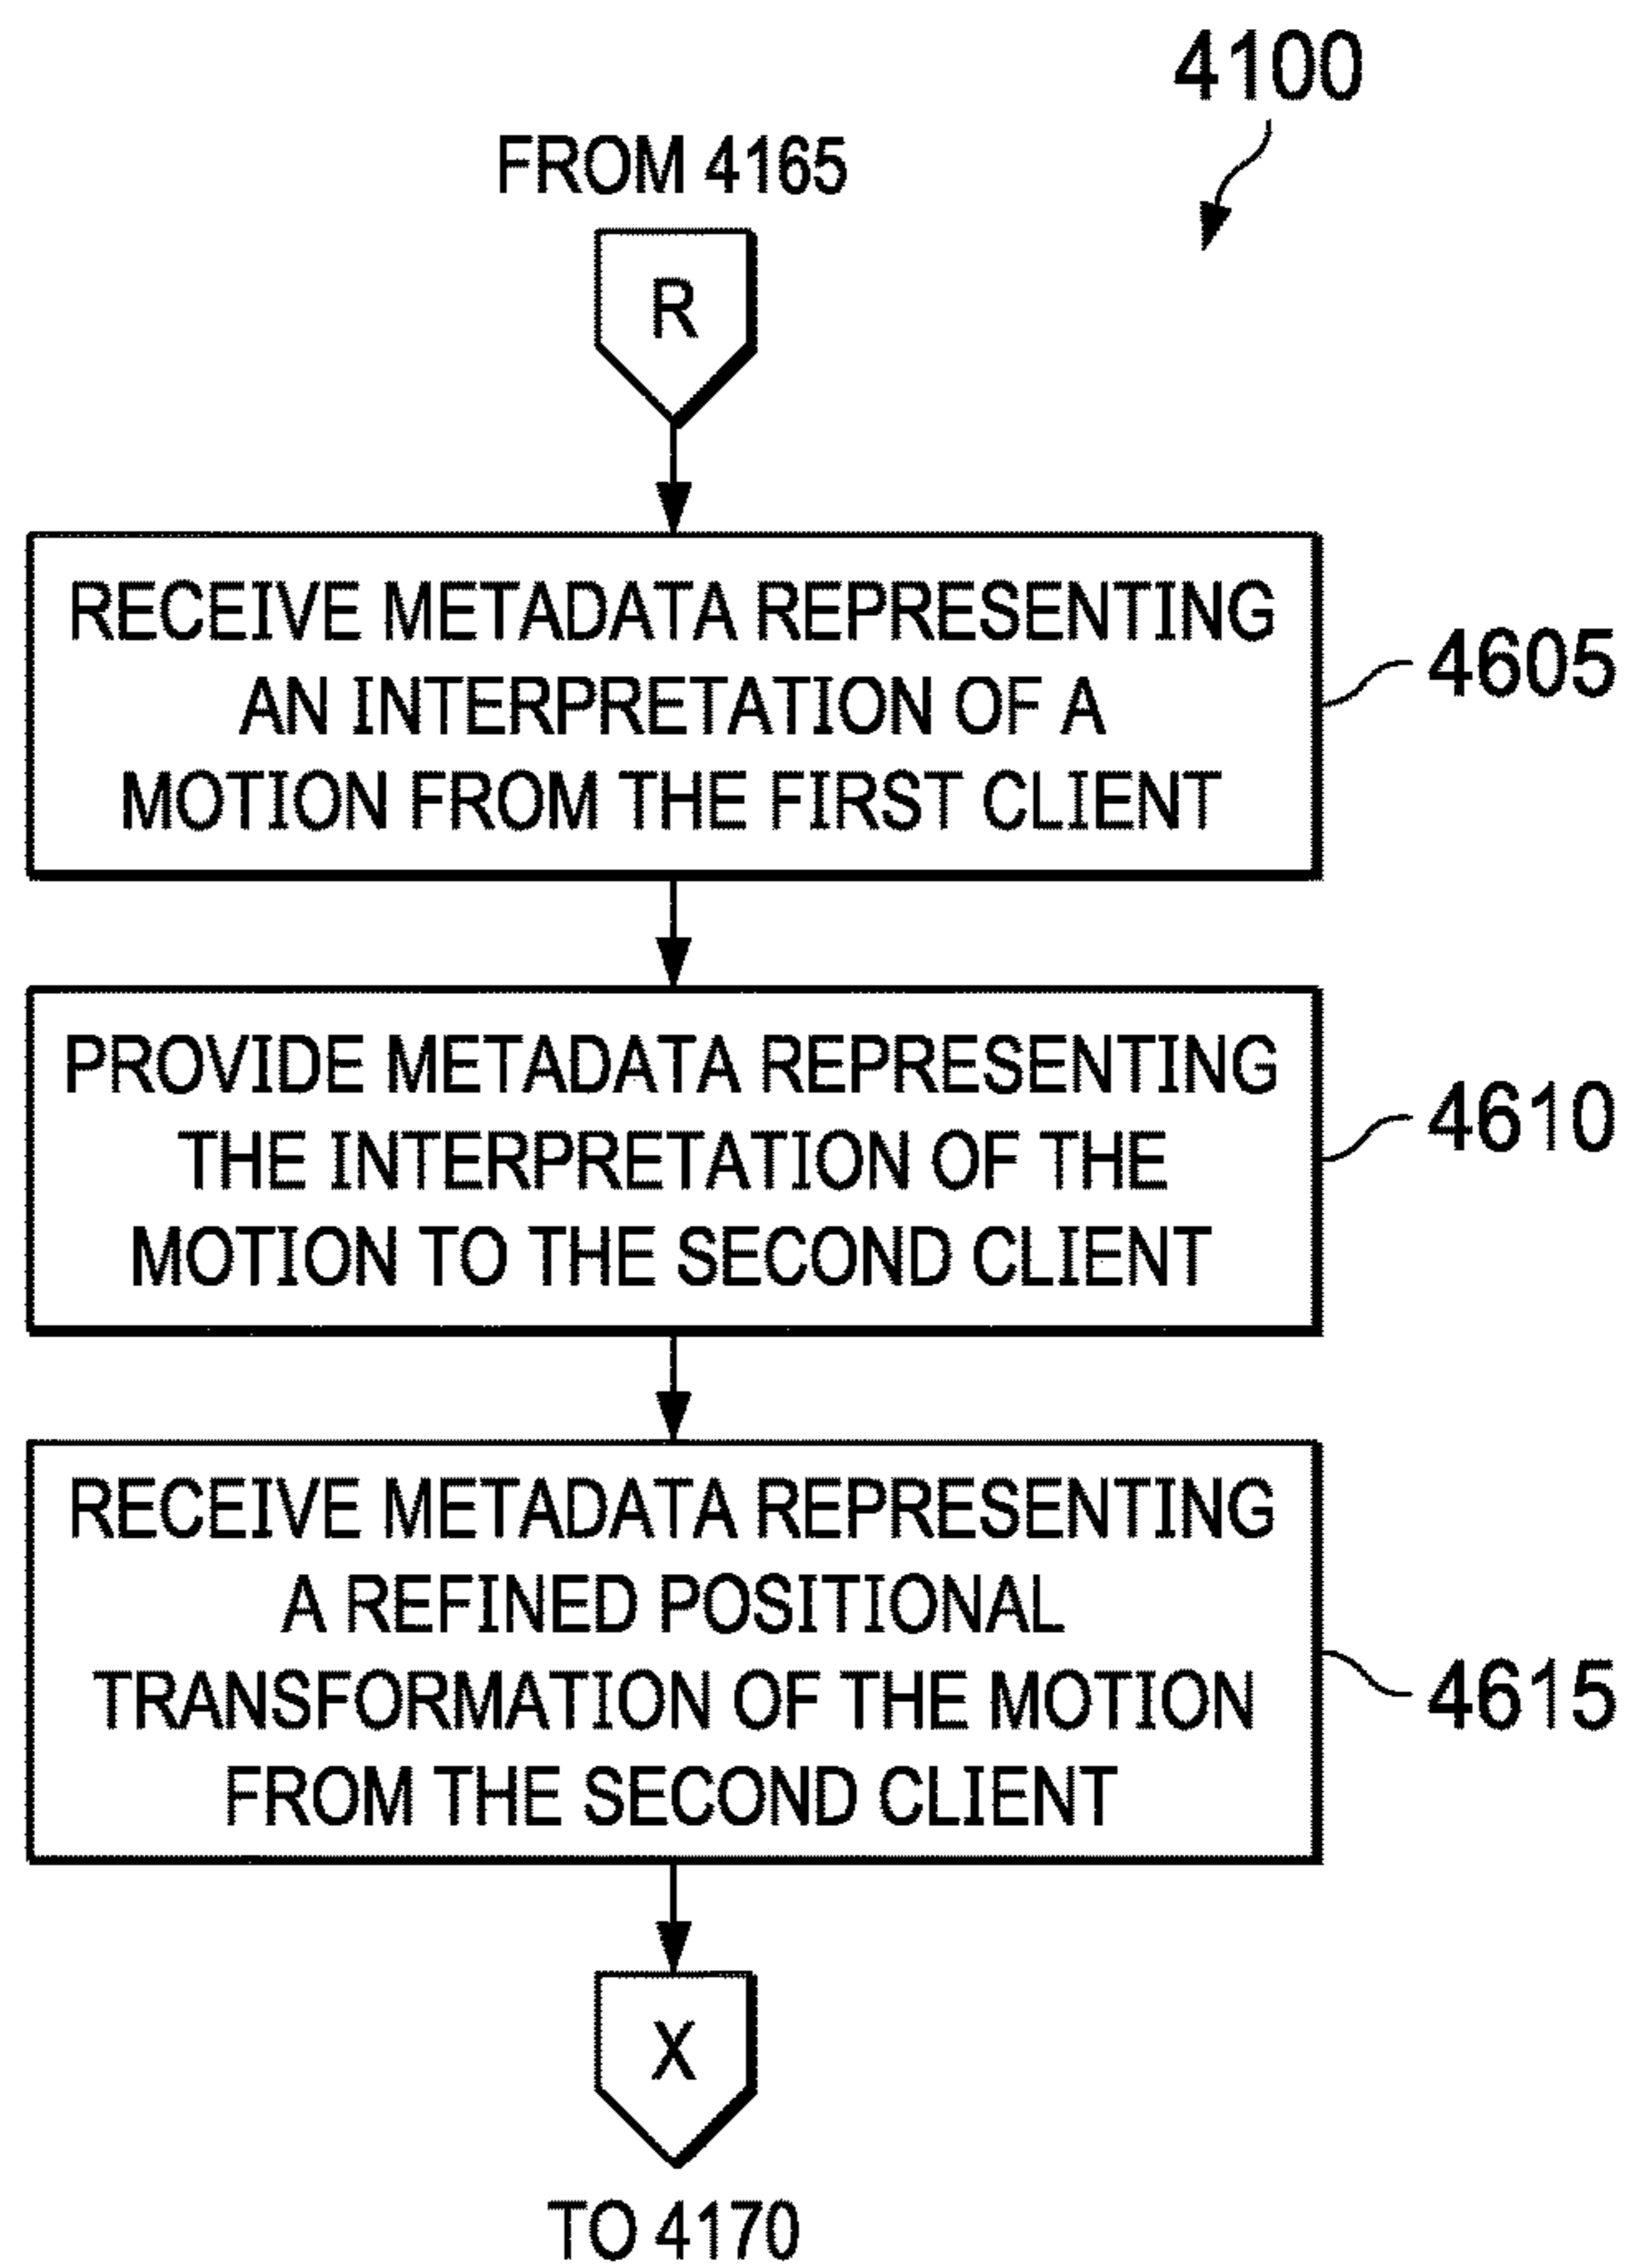 4100
FROM 4165
R
RECEIVE METADATA REPRESENTING
AN INTERPRETATION OF A
MOTION FROM THE FIRST CLIENT
4605
PROVIDE METADATA REPRESENTING
THE INTERPRETATION OF THE
MOTION TO THE SECOND CLIENT
4610
RECEIVE METADATA REPRESENTING
A REFINED POSITIONAL
TRANSFORMATION OF THE MOTION
FROM THE SECOND CLIENT
4615
X
TO 4170